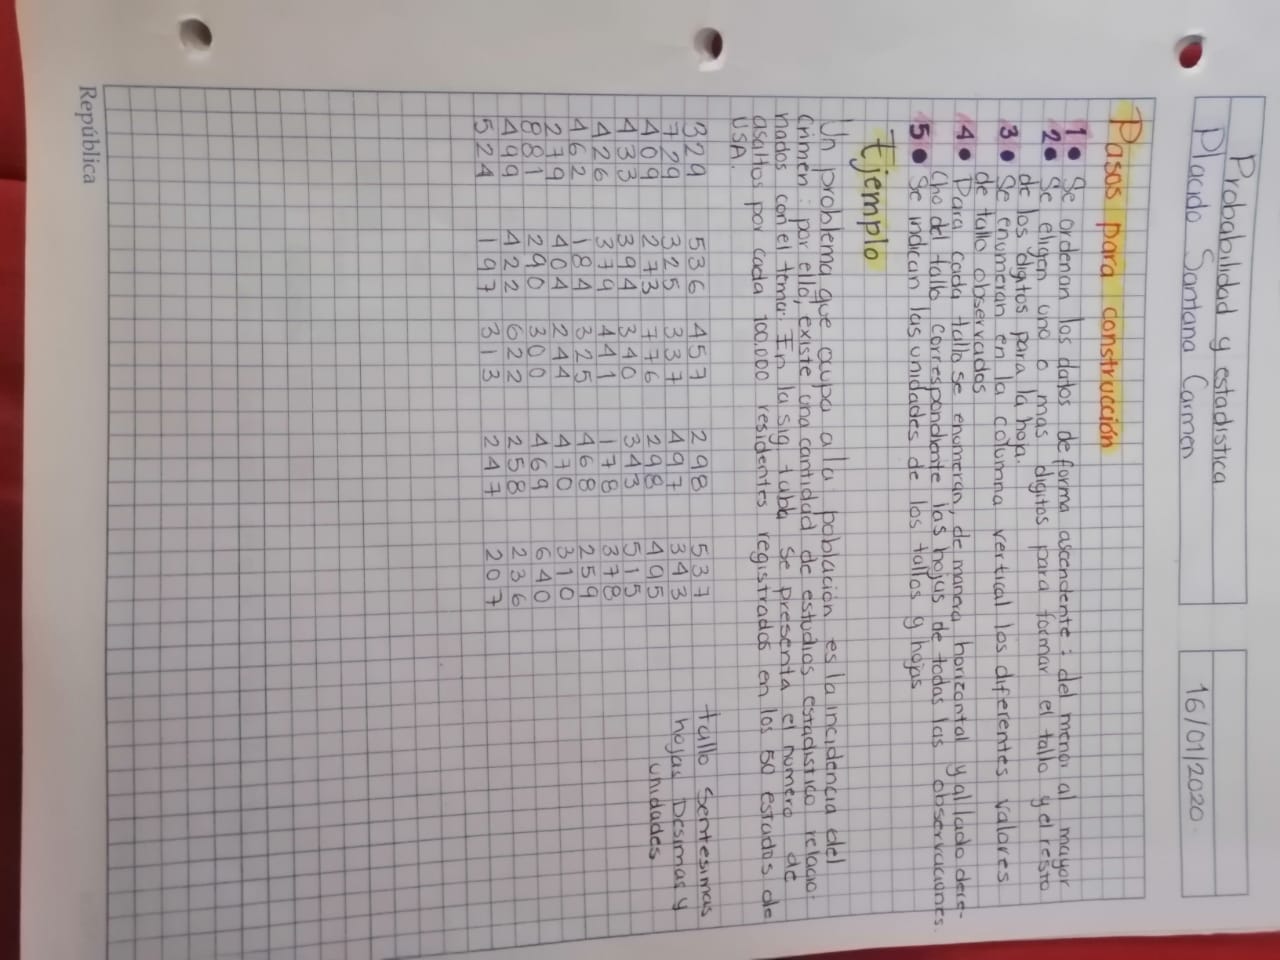 Probabilidad y estadistica
Placido Santana Carmen
16/01/2020.
Pasos para construcción
1• Se ordenan los datos de forma ascendente: del menor al mayor
2• Se eligen uno o mas digitos para formar el tallo y el resto
de los digitos para la hoja.
3• Se enumeran en la columna vertical los diferentes valores
de tallo observados
4• Para cada tallo se enumeran, de manera horizontal y al lado dere-
cho del tallo correspondiente las hojas de todas las observaciones.
5• Se indican las unidades de los tallos y hojas
Ejemplo
Un problema que ocupa a la población es la incidencia del
crimen: por ello, existe una cantidad de estudios estadistico relacio-
nados con el tema. En la sig tabla se presenta el número de
asaltos por cada 100.000 residentes registrados en los 50 estados de
USA.
329 536 457 298 537
729 325 337 497 343
409 273 776 298 495
433 394 340 343 515
426 379 441 178 378
462 184 325 468 259
279 404 244 470 310
881 290 300 469 640
499 422 622 258 236
524 197 313 247 207
tallo Sentesimas
hojas Desimas y
unidades
República